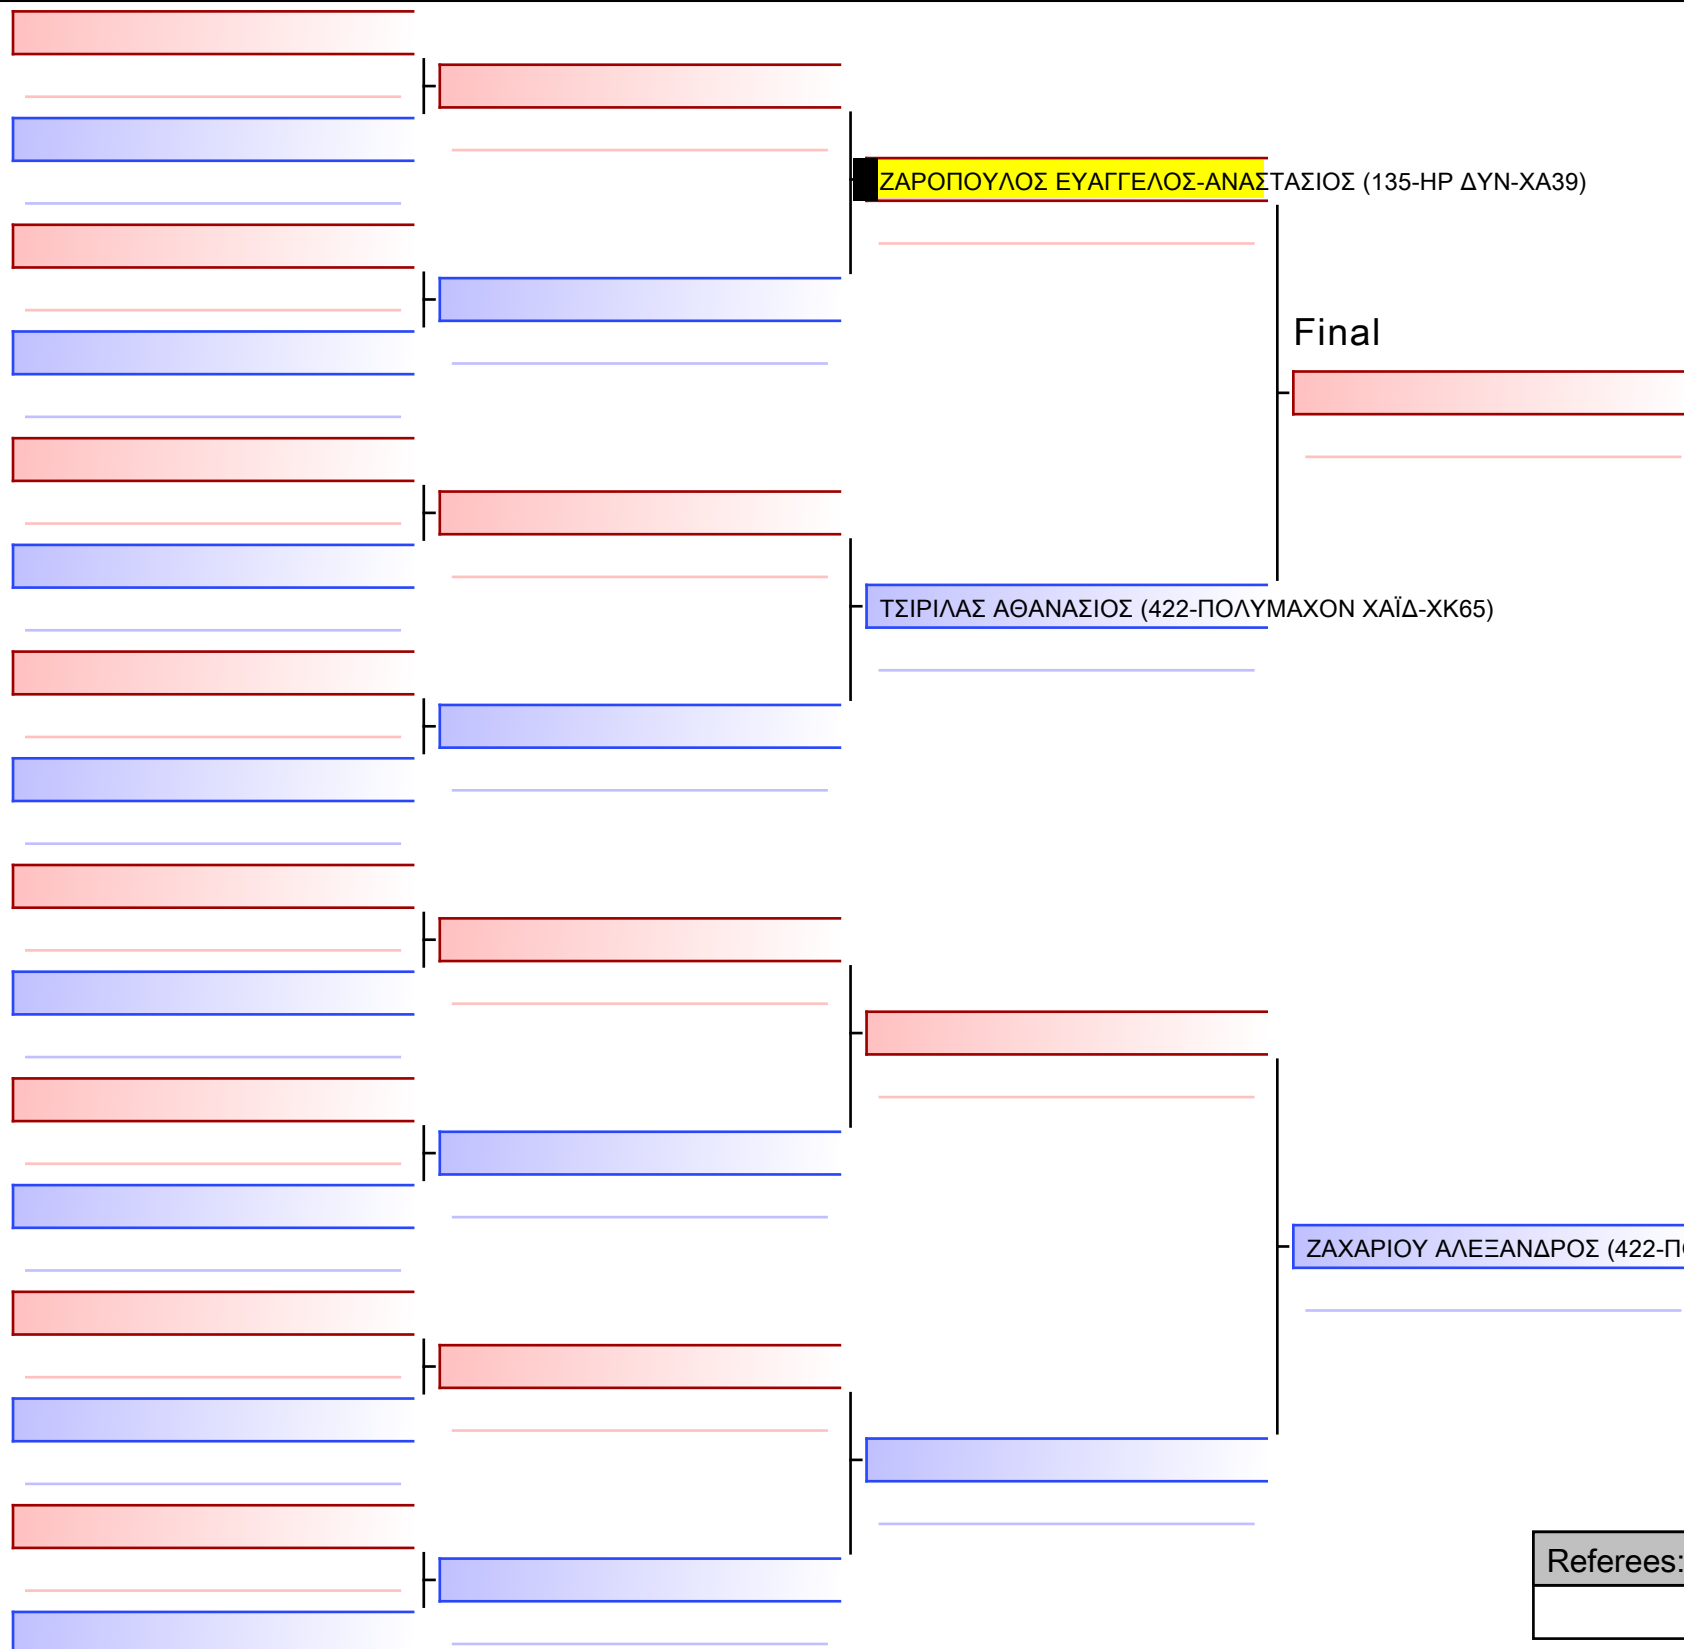 ΖΑΡΟΠΟΥΛΟΣ ΕΥΑΓΓΕΛΟΣ-ΑΝΑΣΤΑΣΙΟΣ (135-ΗΡ ΔΥΝ-ΧΑ39)
Final
ΤΣΙΡΙΛΑΣ ΑΘΑΝΑΣΙΟΣ (422-ΠΟΛΥΜΑΧΟΝ ΧΑΪΔ-ΧΚ65)
ΖΑΧΑΡΙΟΥ ΑΛΕΞΑΝΔΡΟΣ (422-Π
Referees: